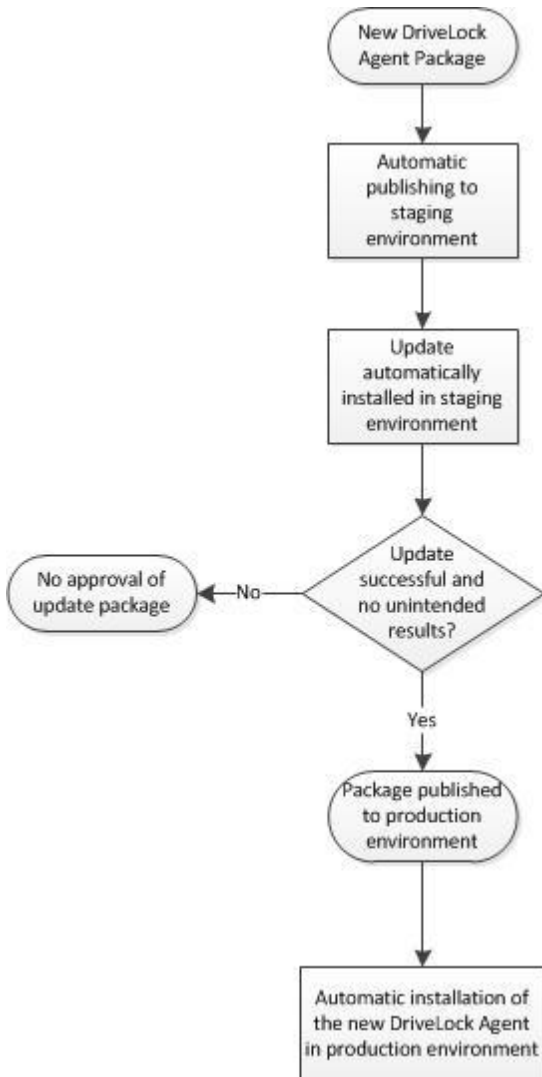 New DriveLock
Agent Package
Automatic
publishing to
staging
environment
Update
automatically
installed in staging
environment
Update
successful and
no unintended
results?
No
No approval of
update package
Yes
Package published
to production
environment
Automatic installation of
the new DriveLock Agent
in production environment